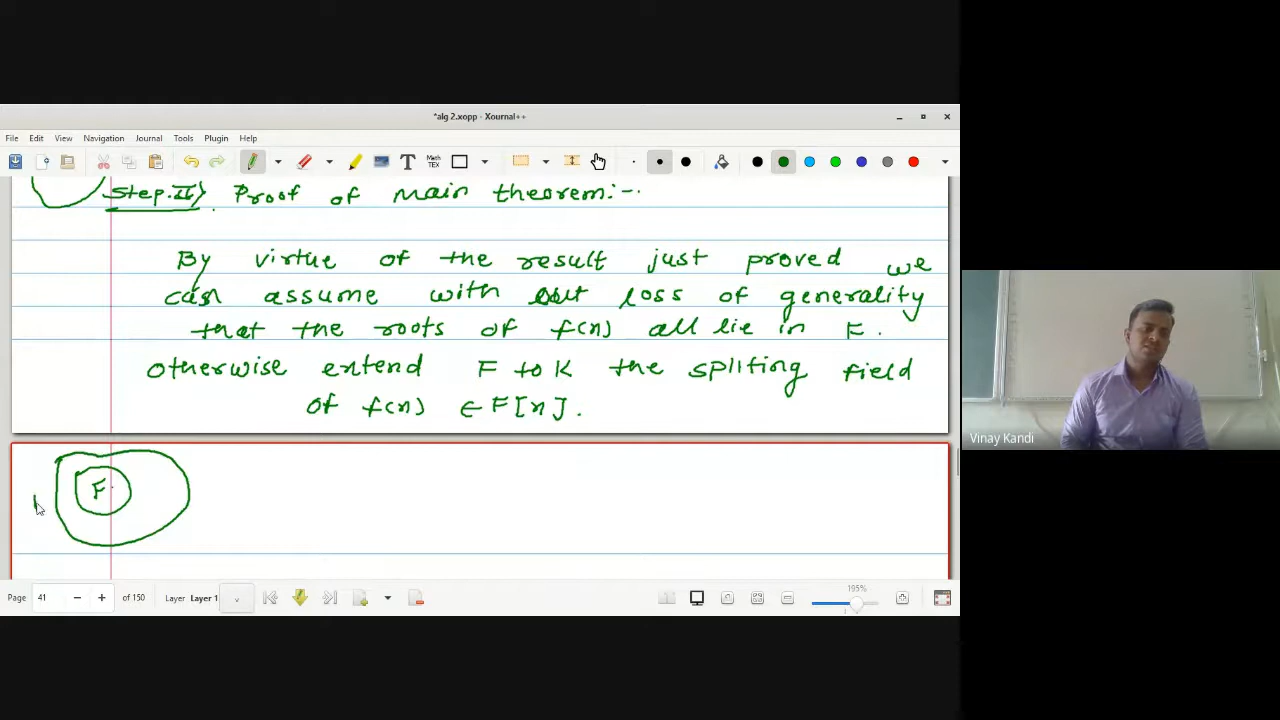 *alg 2.xopp - Xournal++
File Edit View Navigation Journal Tools Plugin Help
Step.II) Proof of main theorem:-
By virtue of the result just proved we
can assume with out loss of generality
that the roots of f(n) all lie in F.
otherwise extend F to K the spliting field
of f(n) ∈ F[n].
F
Vinay Kandi
Page 41 of 150 Layer Layer 1 195%